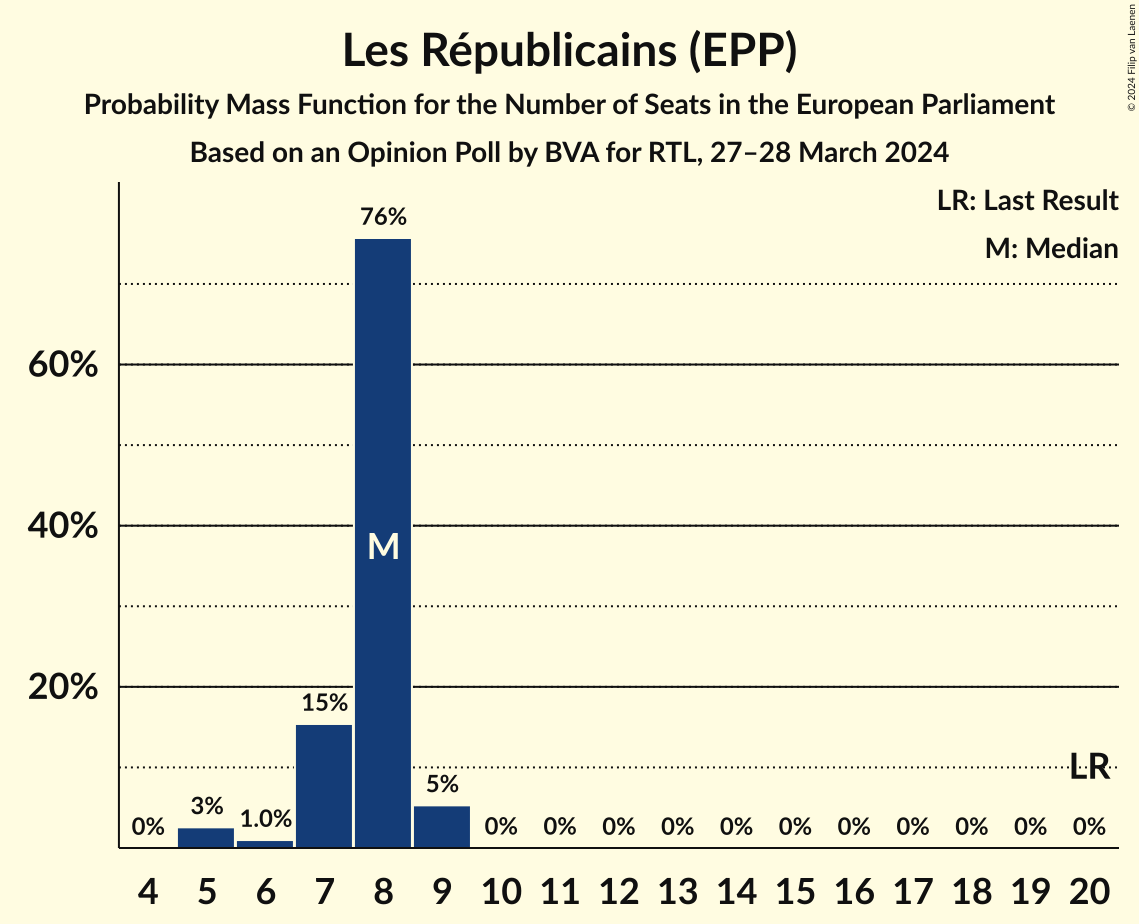 Les Républicains (EPP)
Probability Mass Function for the Number of Seats in the European Parliament
Based on an Opinion Poll by BVA for RTL, 27–28 March 2024
© 2024 Filip van Laenen
LR: Last Result
M: Median
76%
60%
40%
M
20%
15%
LR
5%
3%
1.0%
0% 0% 0% 0% 0% 0% 0% 0% 0% 0% 0% 0%
4 5 6 7 8 9 10 11 12 13 14 15 16 17 18 19 20